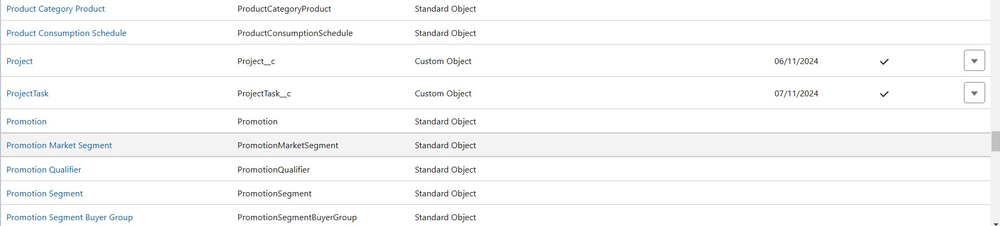 Product Category Product ProductCategoryProduct Standard Object
Product Consumption Schedule ProductConsumptionSchedule Standard Object
Project Project__c Custom Object 06/11/2024
ProjectTask ProjectTask__c Custom Object 07/11/2024
Promotion Promotion Standard Object
Promotion Market Segment PromotionMarketSegment Standard Object
Promotion Qualifier PromotionQualifier Standard Object
Promotion Segment PromotionSegment Standard Object
Promotion Segment Buyer Group PromotionSegmentBuyerGroup Standard Object